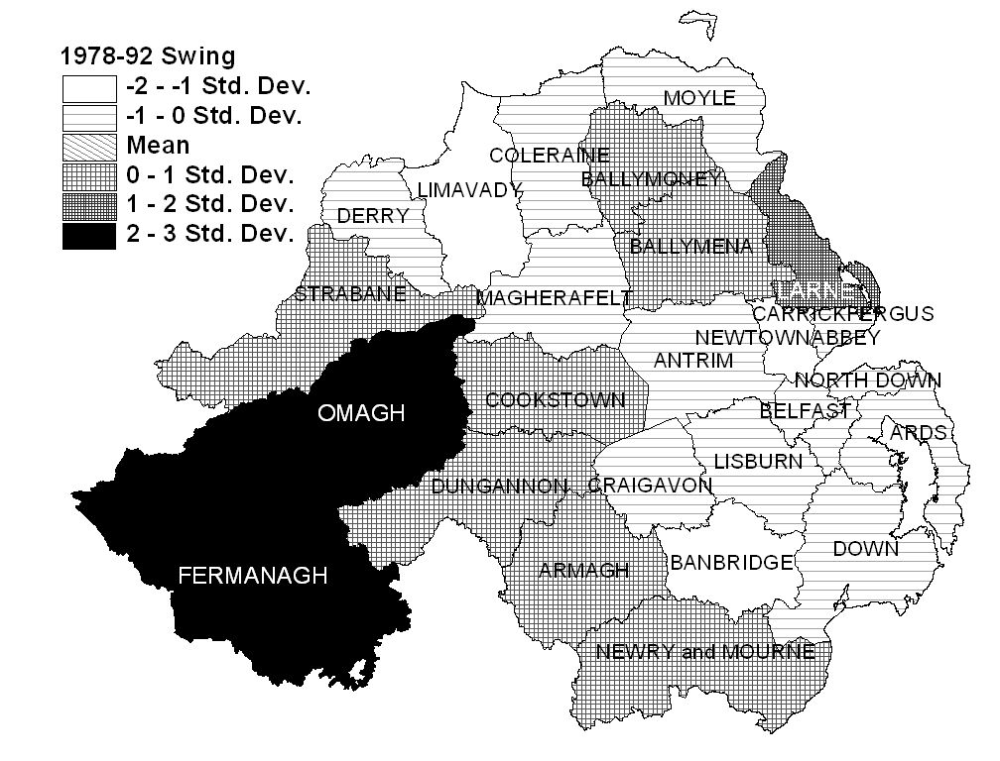 1978-92 Swing
-2 - -1 Std. Dev.
-1 - 0 Std. Dev.
Mean
0 - 1 Std. Dev.
1 - 2 Std. Dev.
2 - 3 Std. Dev.
MOYLE
COLERAINE
BALLYMONEY
LIMAVADY
DERRY
BALLYMENA
STRABANE
MAGHERAFELT
LARNE
CARRICKFERGUS
NEWTOWNABBEY
ANTRIM
NORTH DOWN
COOKSTOWN
OMAGH
BELFAST
ARDS
LISBURN
DUNGANNON
CRAIGAVON
DOWN
BANBRIDGE
ARMAGH
FERMANAGH
NEWRY and MOURNE